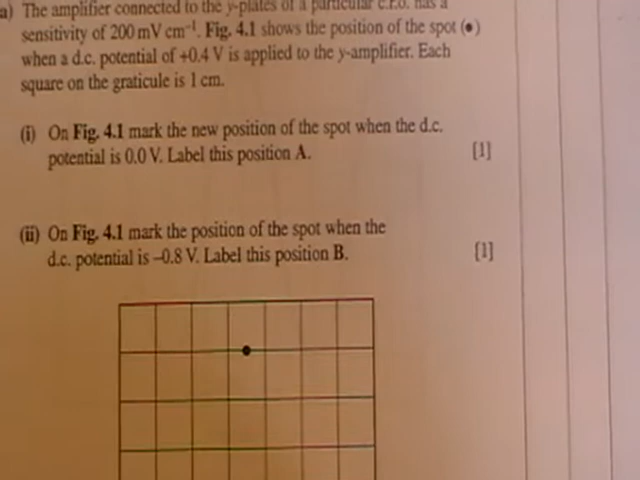 a) The amplifier connected to the y-plates of a particular c.r.o. has a
sensitivity of 200 mV cm⁻¹. Fig. 4.1 shows the position of the spot (●)
when a d.c. potential of +0.4 V is applied to the y-amplifier. Each
square on the graticule is 1 cm.
(i) On Fig. 4.1 mark the new position of the spot when the d.c.
potential is 0.0 V. Label this position A. [1]
(ii) On Fig. 4.1 mark the position of the spot when the
d.c. potential is –0.8 V. Label this position B. [1]